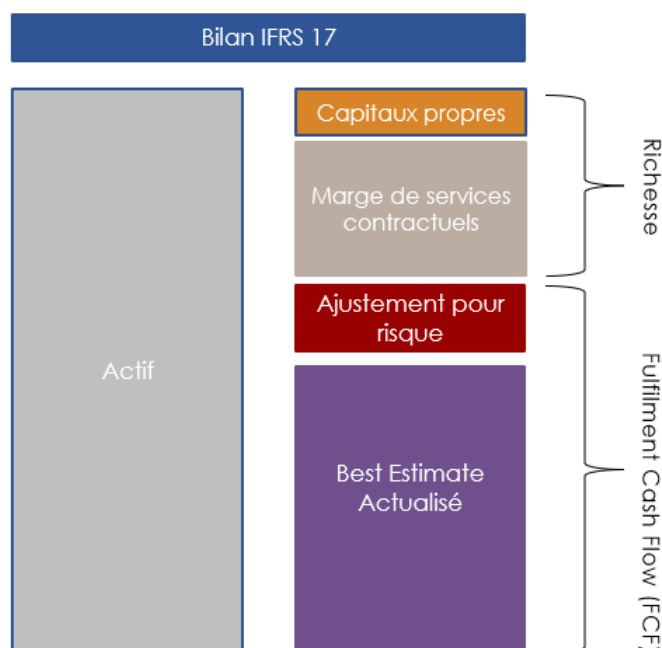 Bilan IFRS 17
Actif
Capitaux propres
Marge de services
contractuels
Ajustement pour
risque
Best Estimate
Actualisé
Richesse
Fulfilment Cash Flow (FCF)